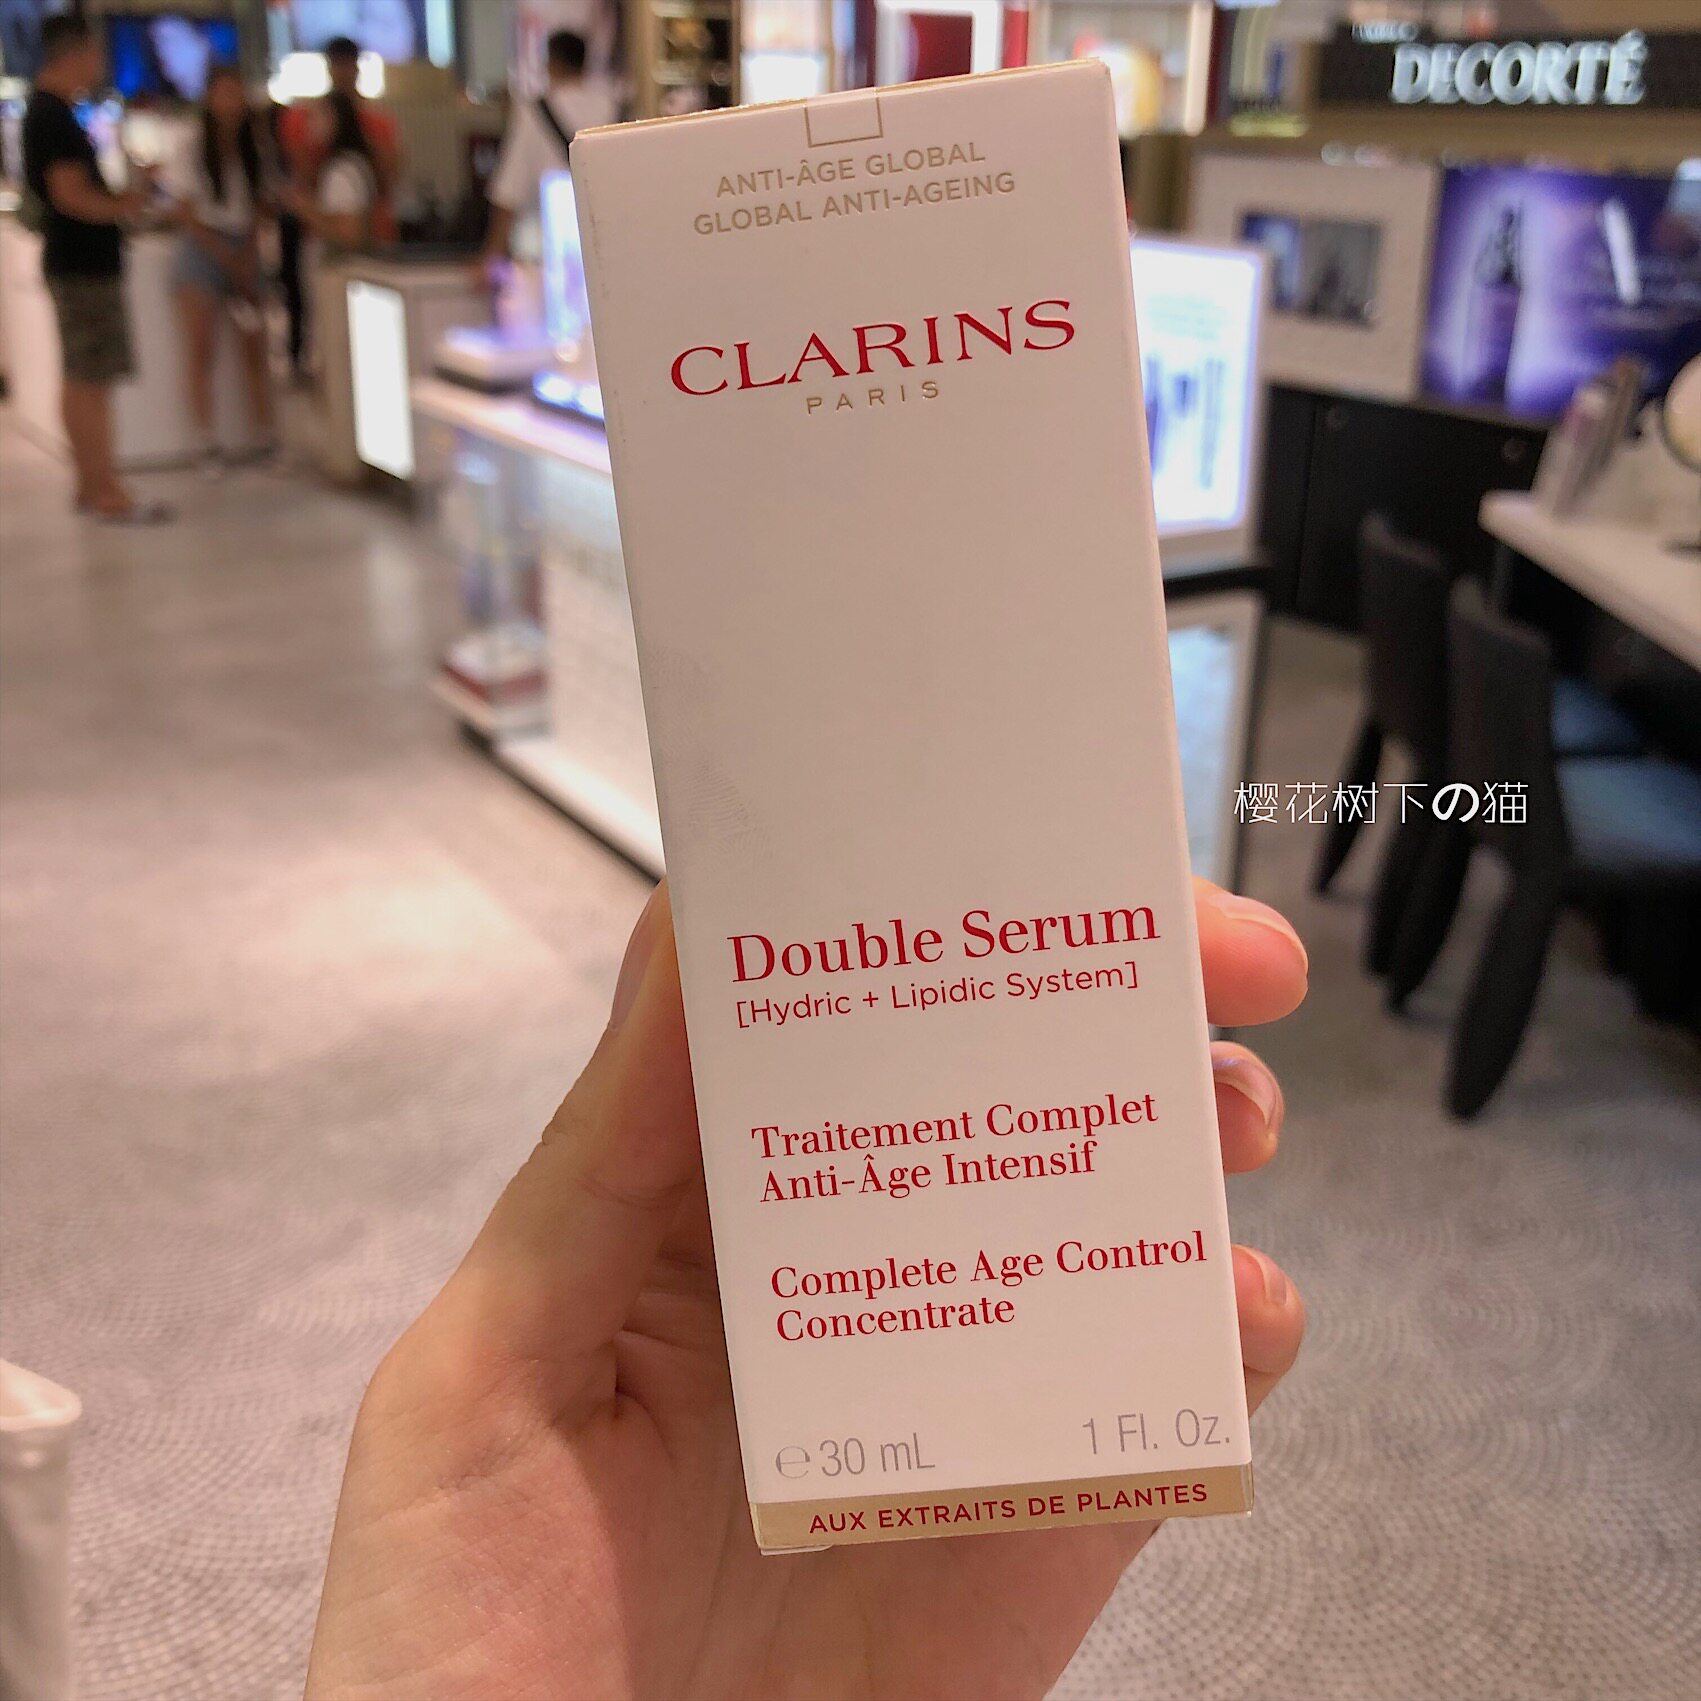 DECORTÉ
ANTI-ÂGE GLOBAL
GLOBAL ANTI-AGEING
CLARINS
PARIS
樱花树下の猫
Double Serum
[Hydric + Lipidic System]
Traitement Complet
Anti-Âge Intensif
Complete Age Control
Concentrate
℮30 mL 1 Fl. Oz.
AUX EXTRAITS DE PLANTES